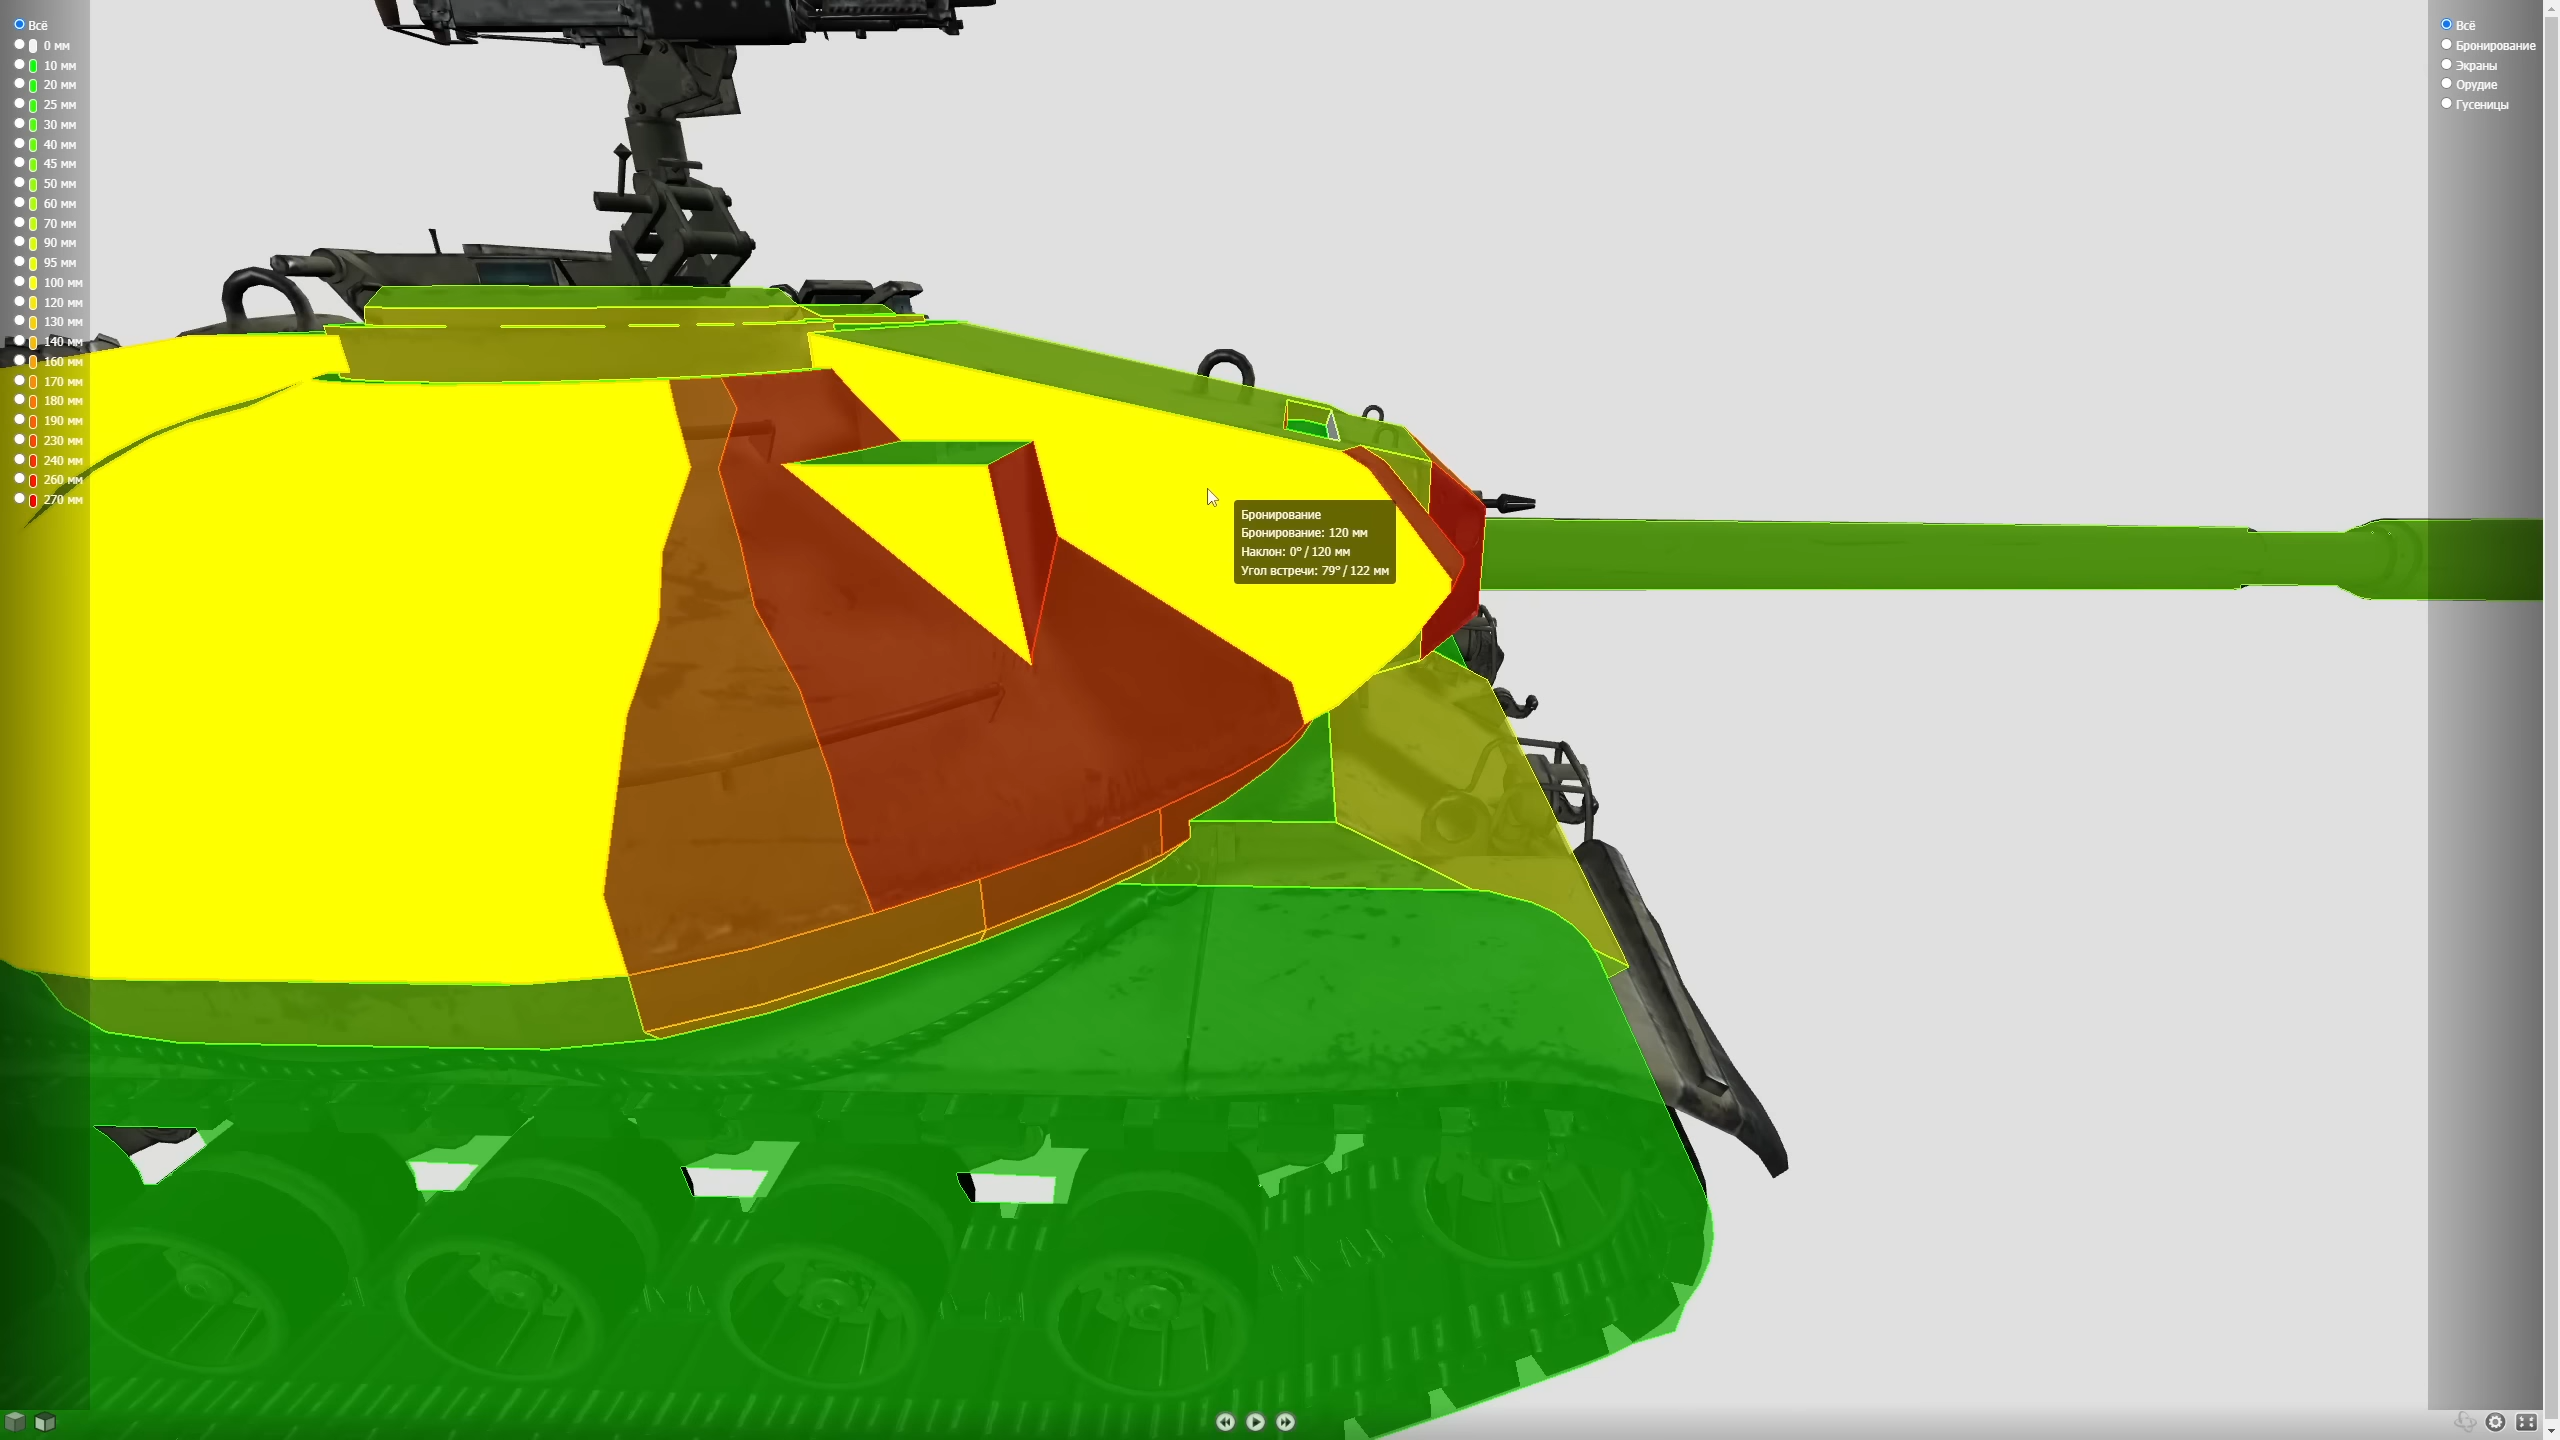 Всё
0 мм
10 мм
20 мм
25 мм
30 мм
40 мм
45 мм
50 мм
60 мм
70 мм
90 мм
95 мм
100 мм
120 мм
130 мм
140 мм
160 мм
170 мм
180 мм
190 мм
230 мм
240 мм
260 мм
270 мм
Бронирование
Бронирование: 120 мм
Наклон: 0° / 120 мм
Угол встречи: 79° / 122 мм
Всё
Бронирование
Экраны
Орудие
Гусеницы